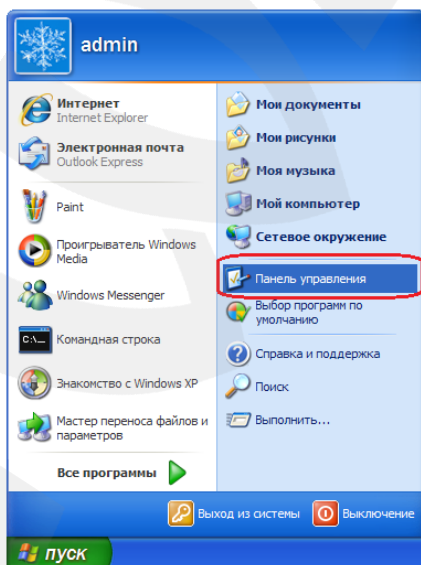 admin
Интернет
Internet Explorer
Электронная почта
Outlook Express
Paint
Проигрыватель Windows
Media
Windows Messenger
Командная строка
Знакомство с Windows XP
Мастер переноса файлов и
параметров
Все программы
Мои документы
Мои рисунки
Моя музыка
Мой компьютер
Сетевое окружение
Панель управления
Выбор программ по
умолчанию
Справка и поддержка
Поиск
Выполнить...
Выход из системы
Выключение
пуск